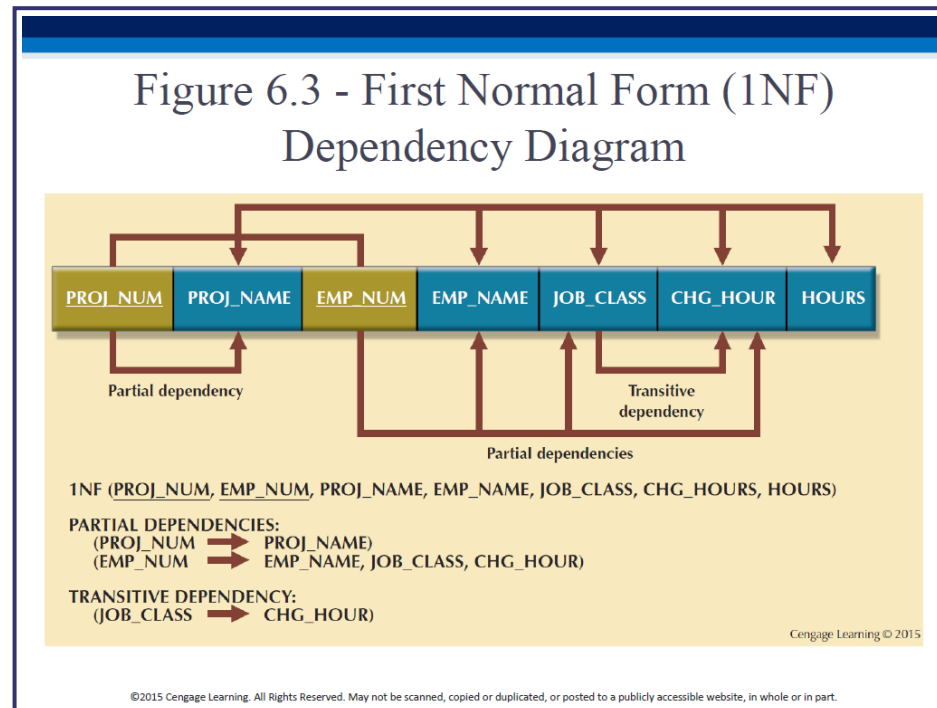 Figure 6.3 - First Normal Form (1NF)
Dependency Diagram
PROJ_NUM PROJ_NAME EMP_NUM EMP_NAME JOB_CLASS CHG_HOUR HOURS
Partial dependency
Transitive
dependency
Partial dependencies
1NF (PROJ_NUM, EMP_NUM, PROJ_NAME, EMP_NAME, JOB_CLASS, CHG_HOURS, HOURS)
PARTIAL DEPENDENCIES:
(PROJ_NUM PROJ_NAME)
(EMP_NUM EMP_NAME, JOB_CLASS, CHG_HOUR)
TRANSITIVE DEPENDENCY:
(JOB_CLASS CHG_HOUR)
Cengage Learning © 2015
©2015 Cengage Learning. All Rights Reserved. May not be scanned, copied or duplicated, or posted to a publicly accessible website, in whole or in part.